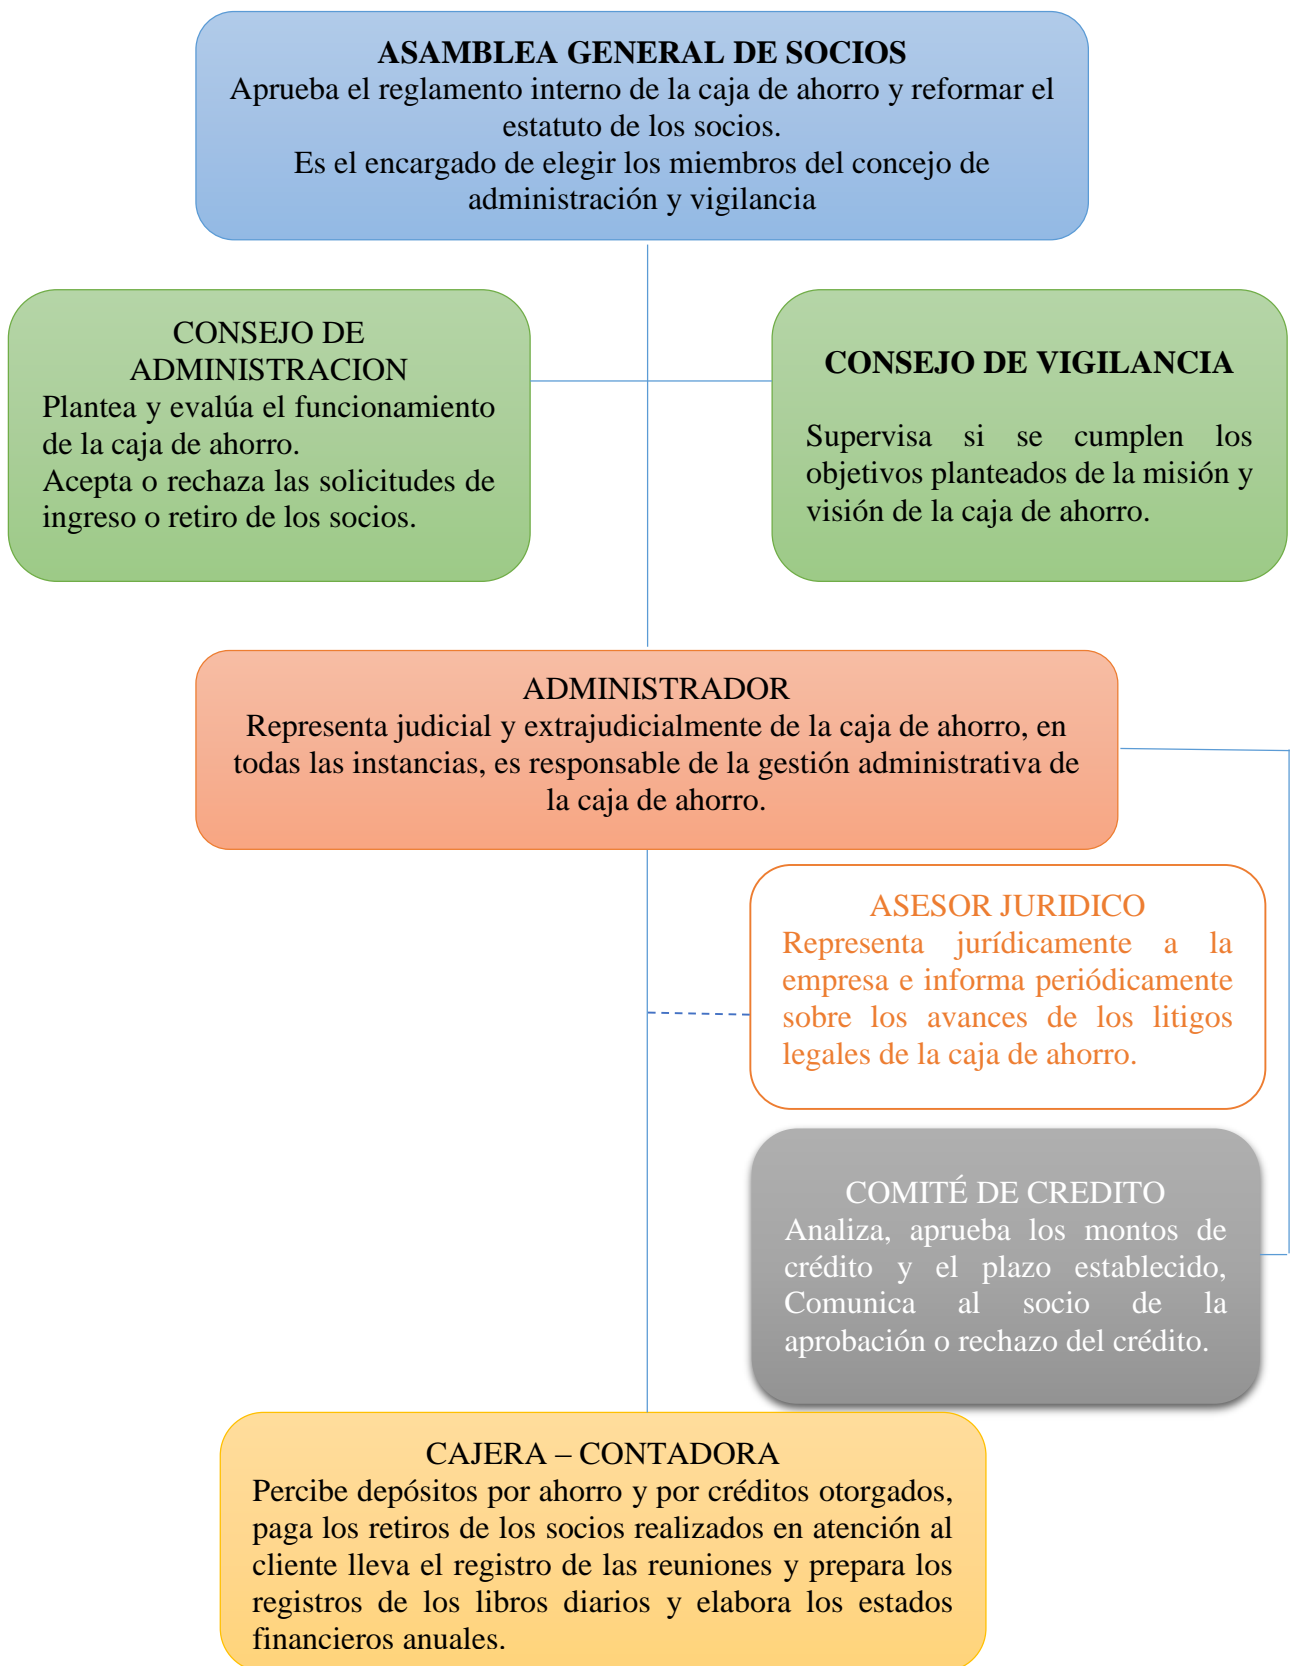 ASAMBLEA GENERAL DE SOCIOS
Aprueba el reglamento interno de la caja de ahorro y reformar el
estatuto de los socios.
Es el encargado de elegir los miembros del concejo de
administración y vigilancia
CONSEJO DE
ADMINISTRACION
Plantea y evalúa el funcionamiento
de la caja de ahorro.
Acepta o rechaza las solicitudes de
ingreso o retiro de los socios.
CONSEJO DE VIGILANCIA
Supervisa si se cumplen los
objetivos planteados de la misión y
visión de la caja de ahorro.
ADMINISTRADOR
Representa judicial y extrajudicialmente de la caja de ahorro, en
todas las instancias, es responsable de la gestión administrativa de
la caja de ahorro.
ASESOR JURIDICO
Representa jurídicamente a la
empresa e informa periódicamente
sobre los avances de los litigos
legales de la caja de ahorro.
COMITÉ DE CREDITO
Analiza, aprueba los montos de
crédito y el plazo establecido,
Comunica al socio de la
aprobación o rechazo del crédito.
CAJERA – CONTADORA
Percibe depósitos por ahorro y por créditos otorgados,
paga los retiros de los socios realizados en atención al
cliente lleva el registro de las reuniones y prepara los
registros de los libros diarios y elabora los estados
financieros anuales.